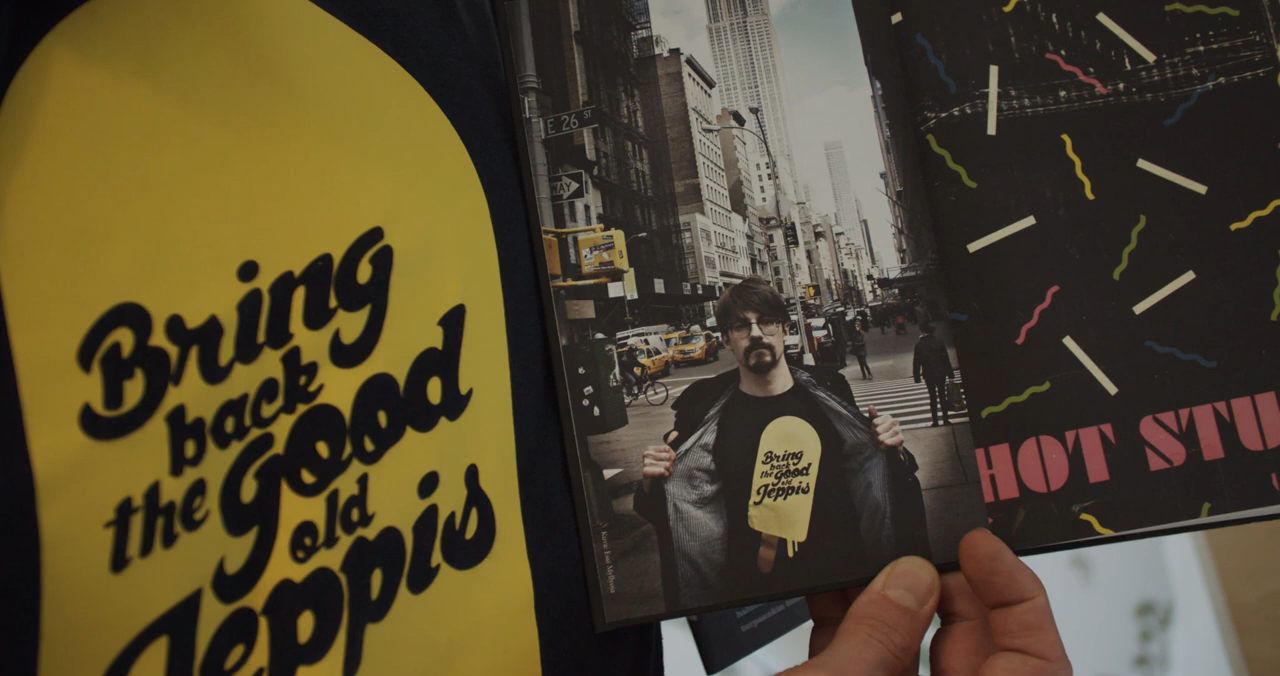 Bring
back
the good
old
Jeppis
E 26 ST
WAY
Bring
back
the good
old
Jeppis
HOT STU